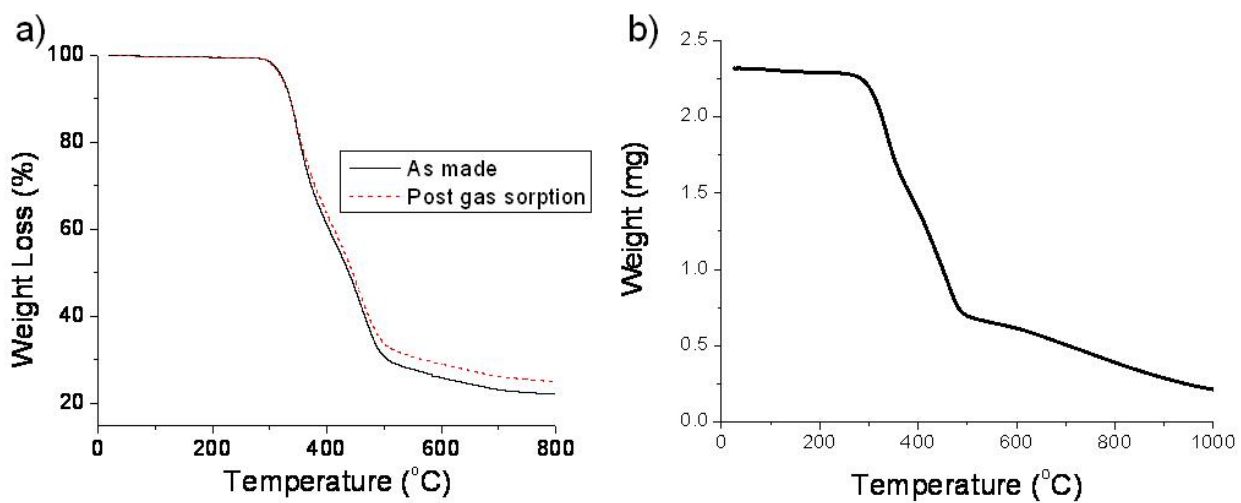 a)
100
80
60
40
20
0
200
400
600
800
Weight Loss (%)
Temperature (°C)
As made
Post gas sorption
b)
2.5
2.0
1.5
1.0
0.5
0.0
0
200
400
600
800
1000
Weight (mg)
Temperature (°C)